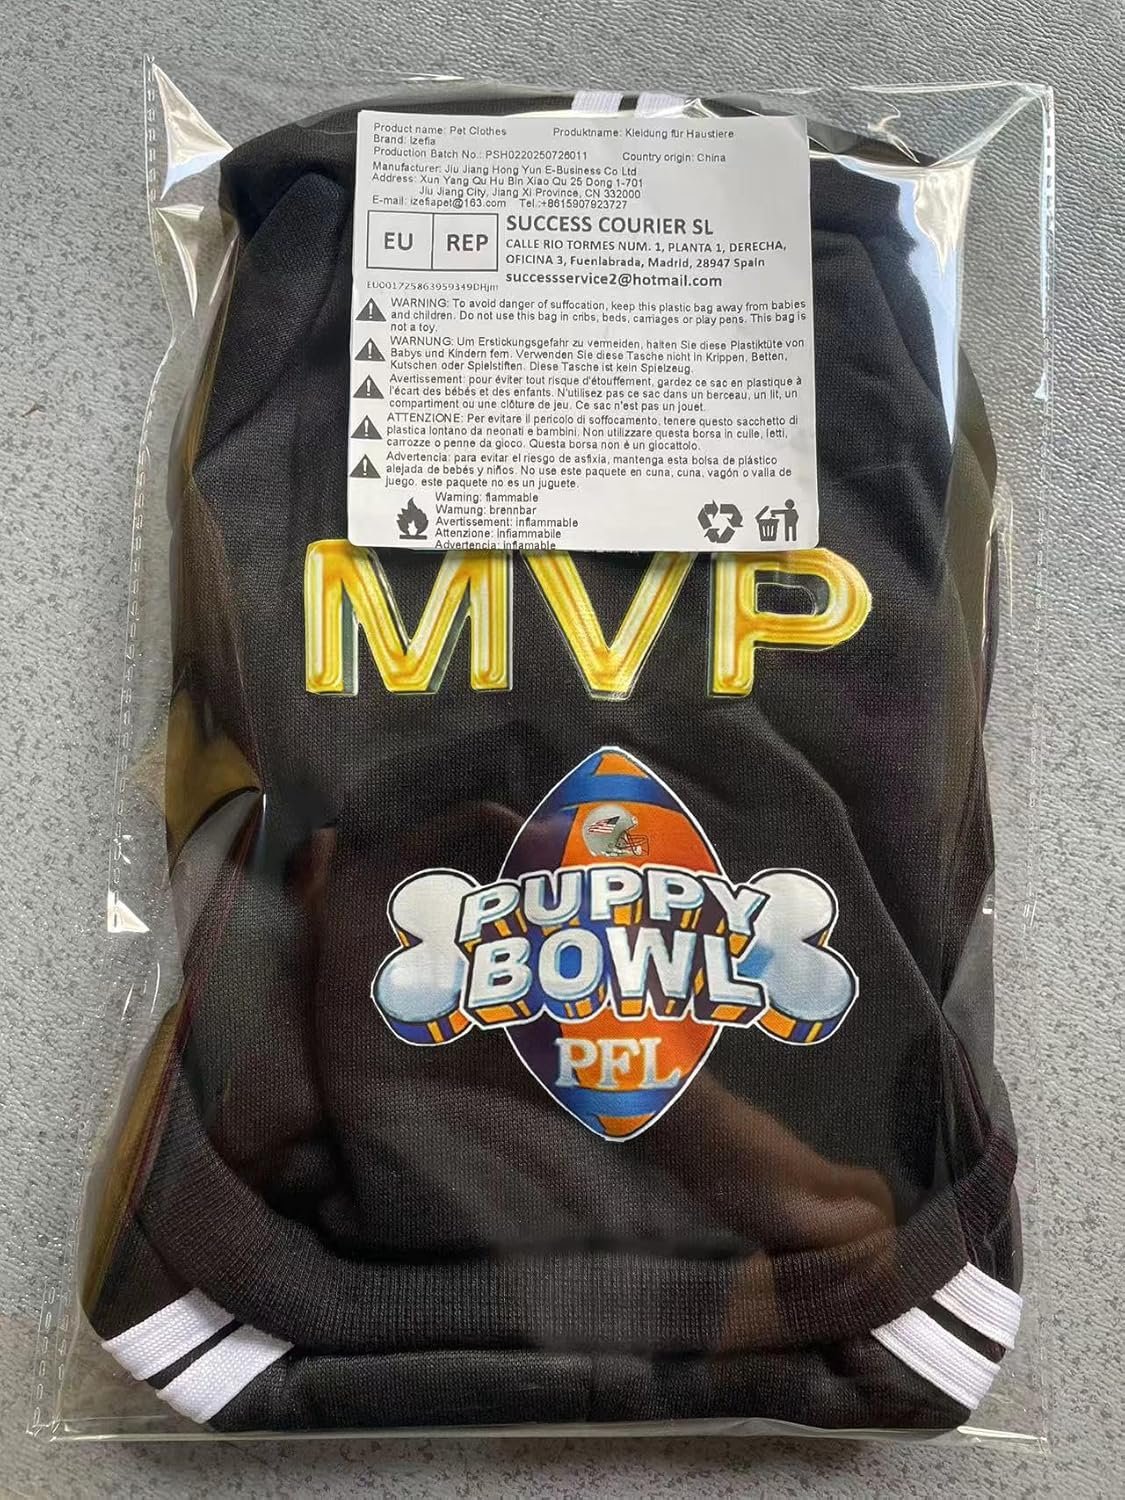 Product name: Pet Clothes Produktname: Kleidung für Haustiere
Brand: Izefia
Production Batch No.: PSH0220250726011 Country origin: China
Manufacturer: Jiu Jiang Hong Yun E-Business Co Ltd
Address: Xun Yang Qu Hu Bin Xiao Qu 25 Dong 1-701
Jiu Jiang City, Jiang Xi Province, CN 332000
E-mail: izefiapet@163.com Tel.:+8615907923727
EU REP
SUCCESS COURIER SL
CALLE RIO TORMES NUM. 1, PLANTA 1, DERECHA,
OFICINA 3, Fuenlabrada, Madrid, 28947 Spain
successservice2@hotmail.com
EU001725863959349DHjm
WARNING: To avoid danger of suffocation, keep this plastic bag away from babies
and children. Do not use this bag in cribs, beds, carriages or play pens. This bag is
not a toy.
WARNUNG: Um Erstickungsgefahr zu vermeiden, halten Sie diese Plastiktüte von
Babys und Kindern fern. Verwenden Sie diese Tasche nicht in Krippen, Betten,
Kutschen oder Spielstiften. Diese Tasche ist kein Spielzeug.
Avertissement: pour éviter tout risque d'étouffement, gardez ce sac en plastique à
l'écart des bébés et des enfants. N'utilisez pas ce sac dans un berceau, un lit, un
compartiment ou une clôture de jeu. Ce sac n'est pas un jouet.
ATTENZIONE: Per evitare il pericolo di soffocamento, tenere questo sacchetto di
plastica lontano da neonati e bambini. Non utilizzare questa borsa in culle, letti,
carrozze o penne da gioco. Questa borsa non è un giocattolo.
Advertencia: para evitar el riesgo de asfixia, mantenga esta bolsa de plástico
alejada de bebés y niños. No use este paquete en cuna, cuna, vagón o valla de
juego. este paquete no es un juguete.
Warning: flammable
Warnung: brennbar
Avertissement: inflammable
Attenzione: infiammabile
Advertencia: inflamable
MVP
PUPPY
BOWL
PFL